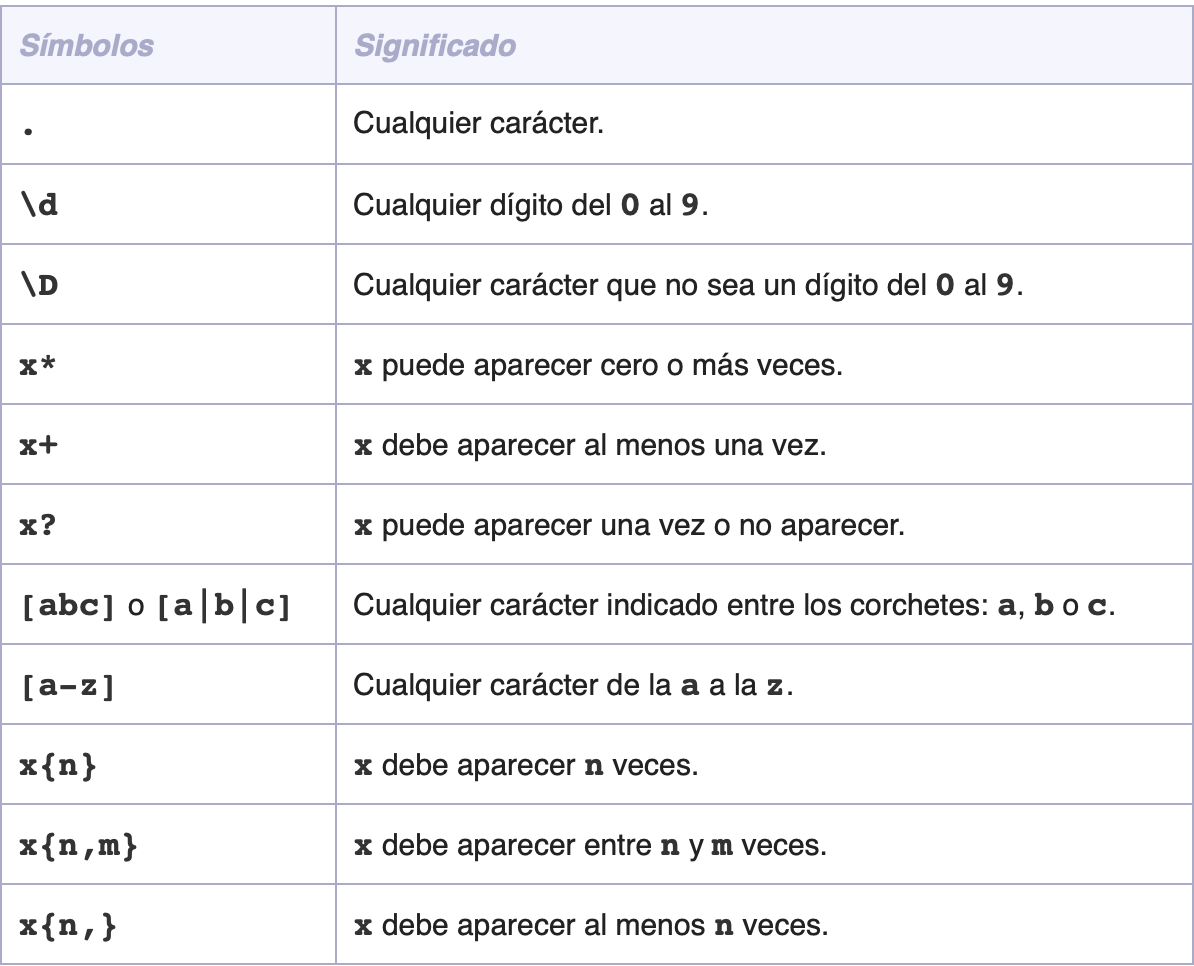 Símbolos Significado
. Cualquier carácter.
\d Cualquier dígito del 0 al 9.
\D Cualquier carácter que no sea un dígito del 0 al 9.
x* x puede aparecer cero o más veces.
x+ x debe aparecer al menos una vez.
x? x puede aparecer una vez o no aparecer.
[abc] o [a|b|c] Cualquier carácter indicado entre los corchetes: a, b o c.
[a-z] Cualquier carácter de la a a la z.
x{n} x debe aparecer n veces.
x{n,m} x debe aparecer entre n y m veces.
x{n,} x debe aparecer al menos n veces.